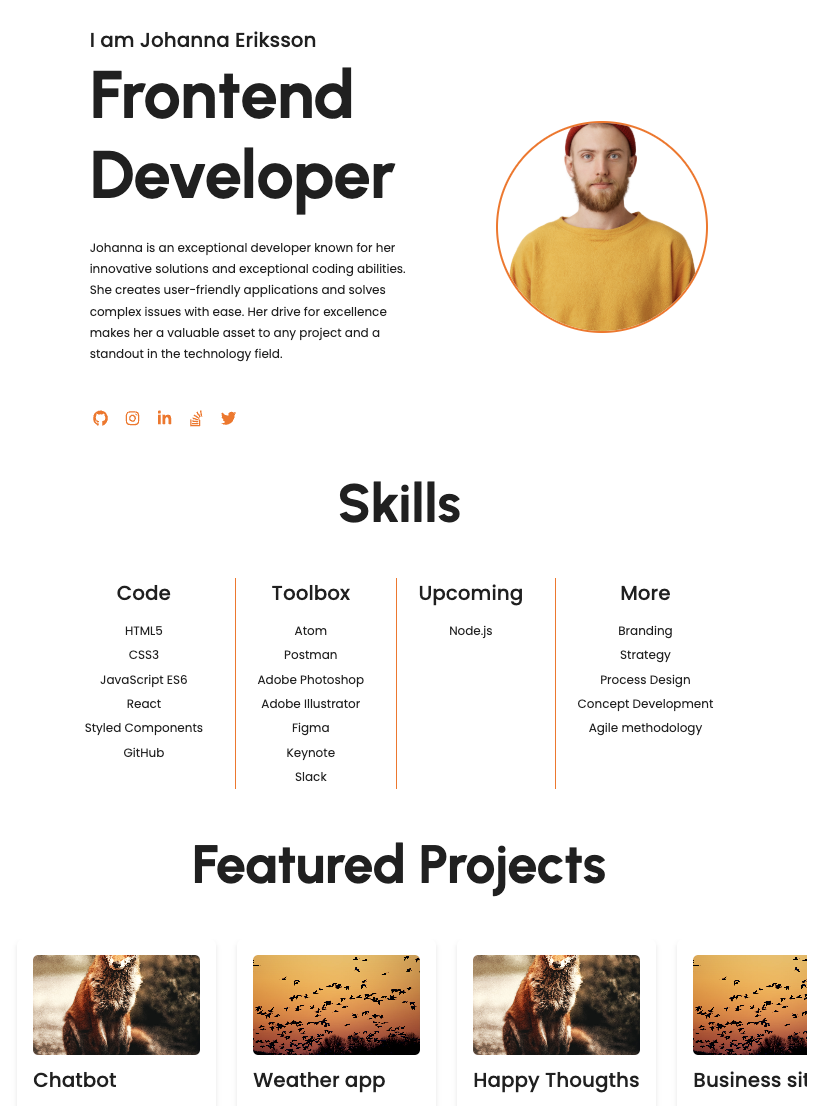 I am Johanna Eriksson
Frontend
Developer
Johanna is an exceptional developer known for her
innovative solutions and exceptional coding abilities.
She creates user-friendly applications and solves
complex issues with ease. Her drive for excellence
makes her a valuable asset to any project and a
standout in the technology field.
Skills
Code
HTML5
CSS3
JavaScript ES6
React
Styled Components
GitHub
Toolbox
Atom
Postman
Adobe Photoshop
Adobe Illustrator
Figma
Keynote
Slack
Upcoming
Node.js
More
Branding
Strategy
Process Design
Concept Development
Agile methodology
Featured Projects
Chatbot
Weather app
Happy Thougths
Business sit